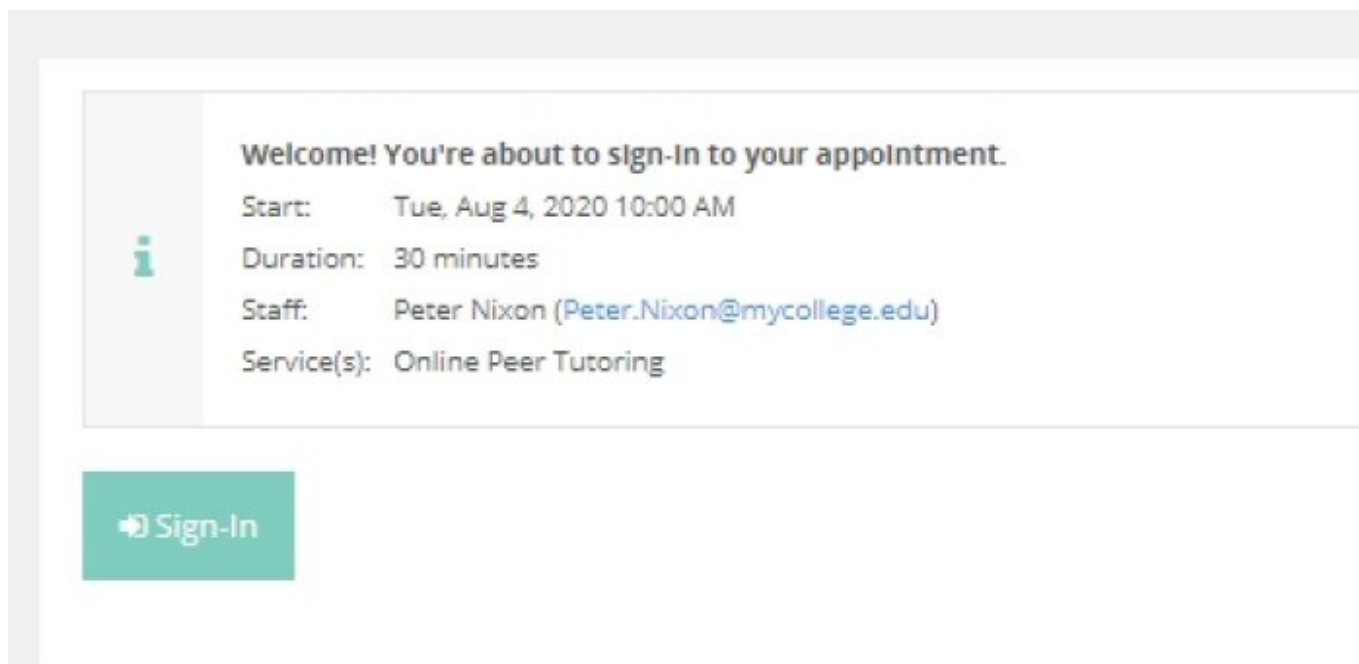 Welcome! You're about to sign-in to your appointment.
Start: Tue, Aug 4, 2020 10:00 AM
Duration: 30 minutes
Staff: Peter Nixon (Peter.Nixon@mycollege.edu)
Service(s): Online Peer Tutoring
Sign-In